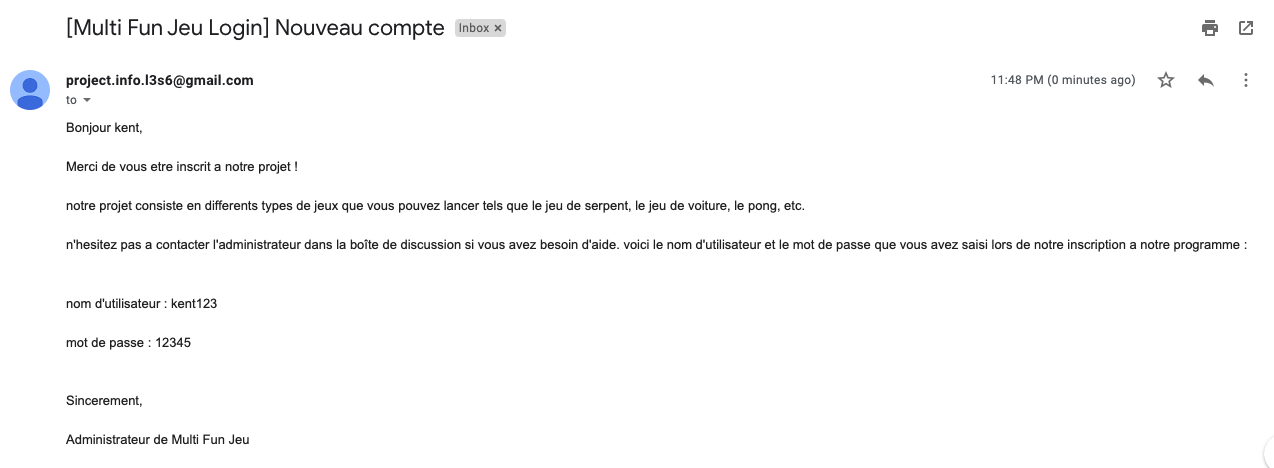 [Multi Fun Jeu Login] Nouveau compte Inbox ×
project.info.l3s6@gmail.com 11:48 PM (0 minutes ago)
to
Bonjour kent,
Merci de vous etre inscrit a notre projet !
notre projet consiste en differents types de jeux que vous pouvez lancer tels que le jeu de serpent, le jeu de voiture, le pong, etc.
n'hesitez pas a contacter l'administrateur dans la boîte de discussion si vous avez besoin d'aide. voici le nom d'utilisateur et le mot de passe que vous avez saisi lors de notre inscription a notre programme :
nom d'utilisateur : kent123
mot de passe : 12345
Sincerement,
Administrateur de Multi Fun Jeu